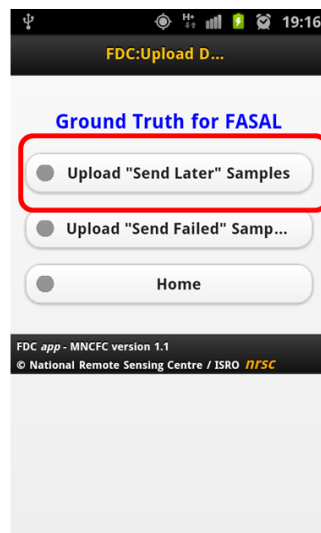 H+ 19:16
FDC:Upload D...
Ground Truth for FASAL
Upload "Send Later" Samples
Upload "Send Failed" Samp...
Home
FDC app - MNCFC version 1.1
© National Remote Sensing Centre / ISRO nrsc